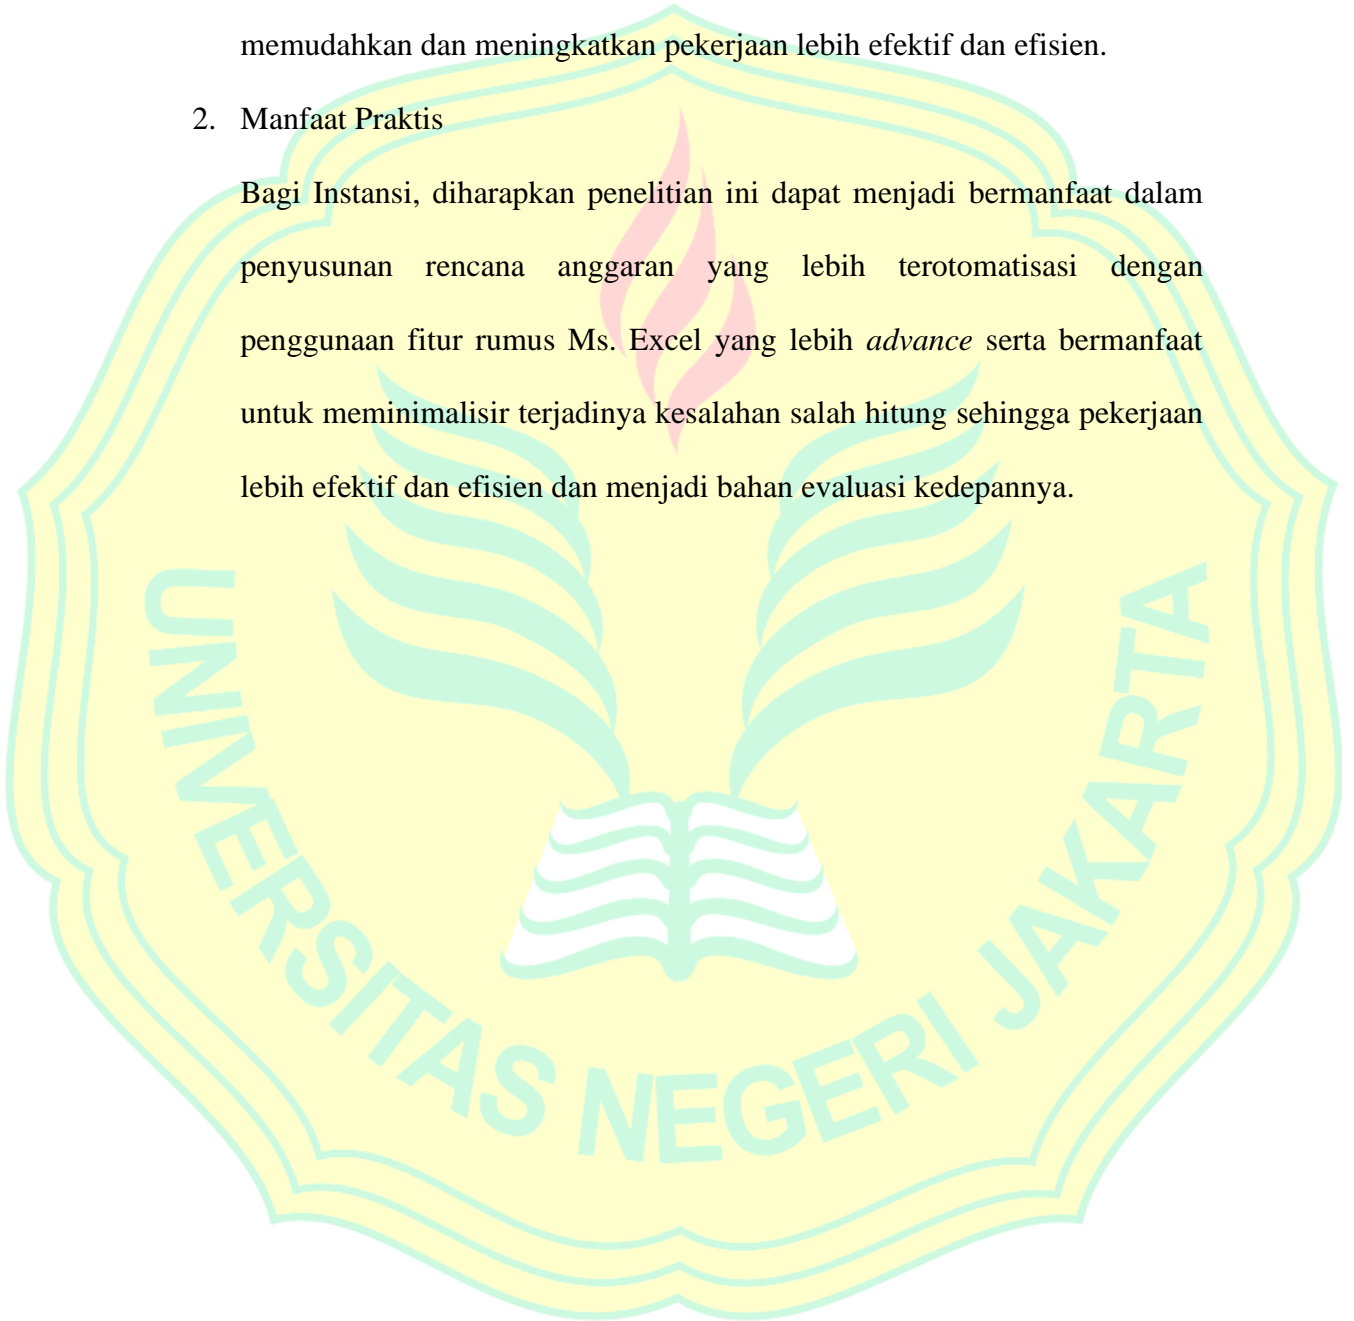 memudahkan dan meningkatkan pekerjaan lebih efektif dan efisien.
2. Manfaat Praktis
Bagi Instansi, diharapkan penelitian ini dapat menjadi bermanfaat dalam
penyusunan rencana anggaran yang lebih terotomatisasi dengan
penggunaan fitur rumus Ms. Excel yang lebih advance serta bermanfaat
untuk meminimalisir terjadinya kesalahan salah hitung sehingga pekerjaan
lebih efektif dan efisien dan menjadi bahan evaluasi kedepannya.
UNIVERSITAS NEGERI JAKARTA